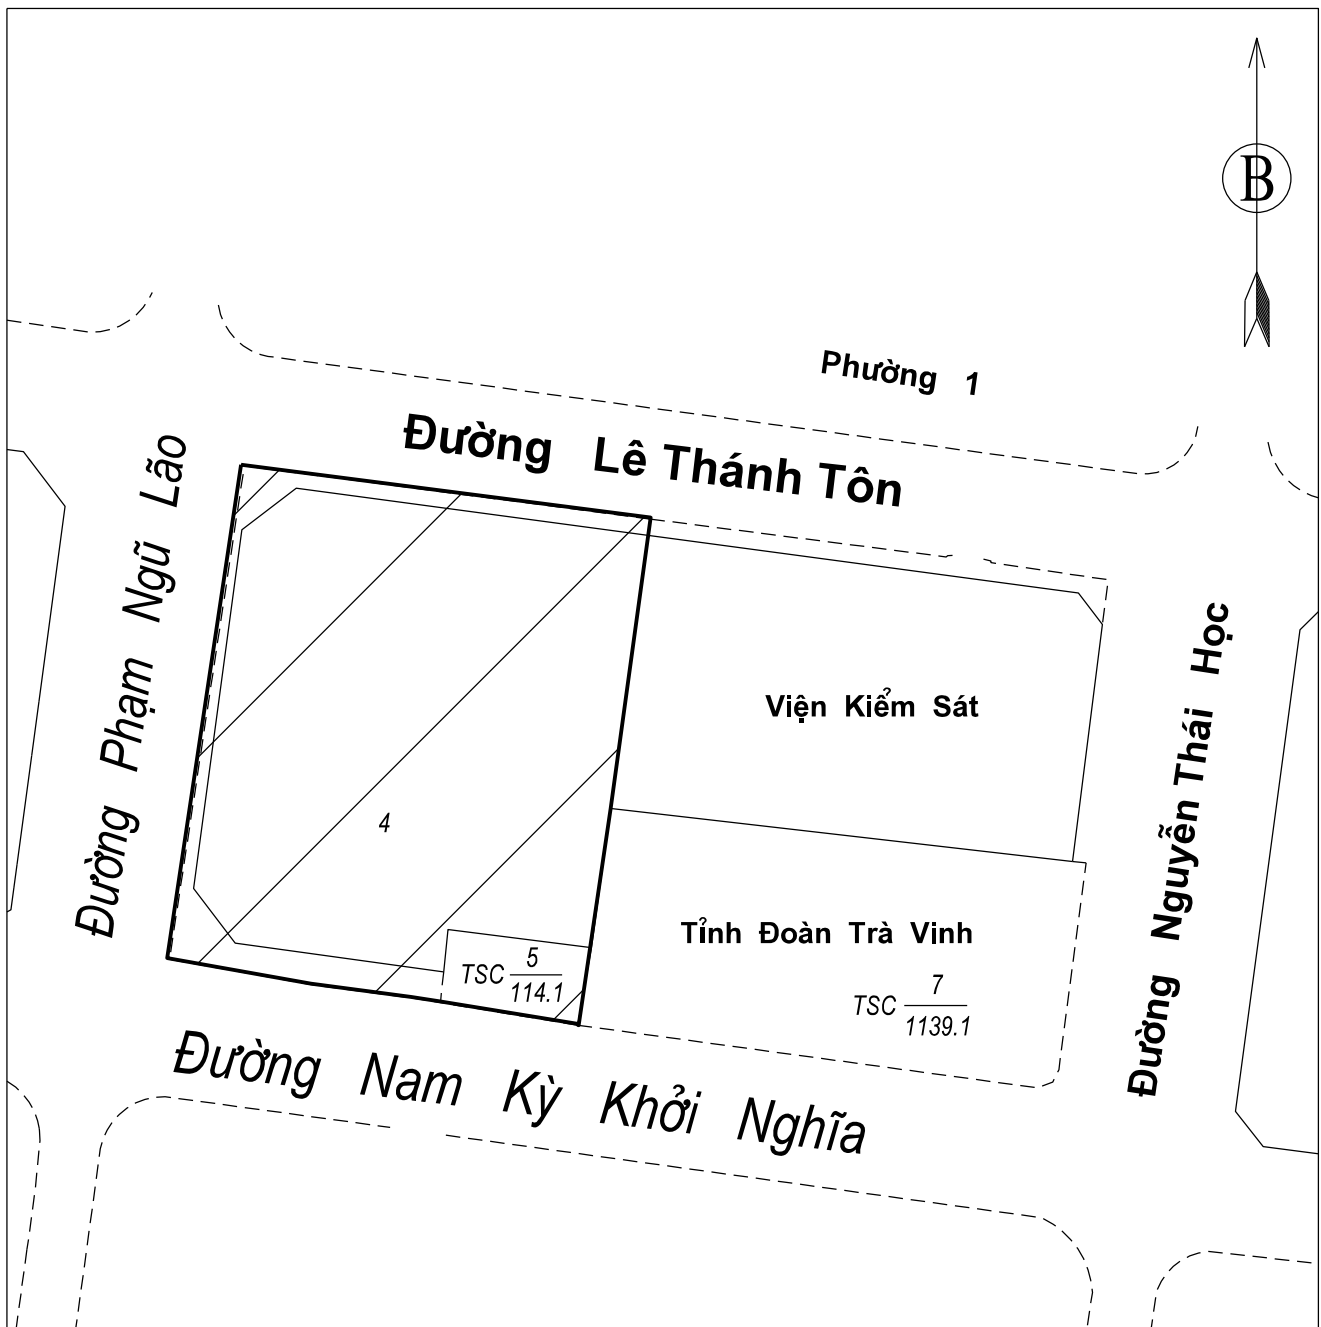 B
Phường 1
Đường Lê Thánh Tôn
Đường Phạm Ngũ Lão
Đường Nguyễn Thái Học
Viện Kiểm Sát
4
Tỉnh Đoàn Trà Vinh
TSC 5/114.1
TSC 7/1139.1
Đường Nam Kỳ Khởi Nghĩa